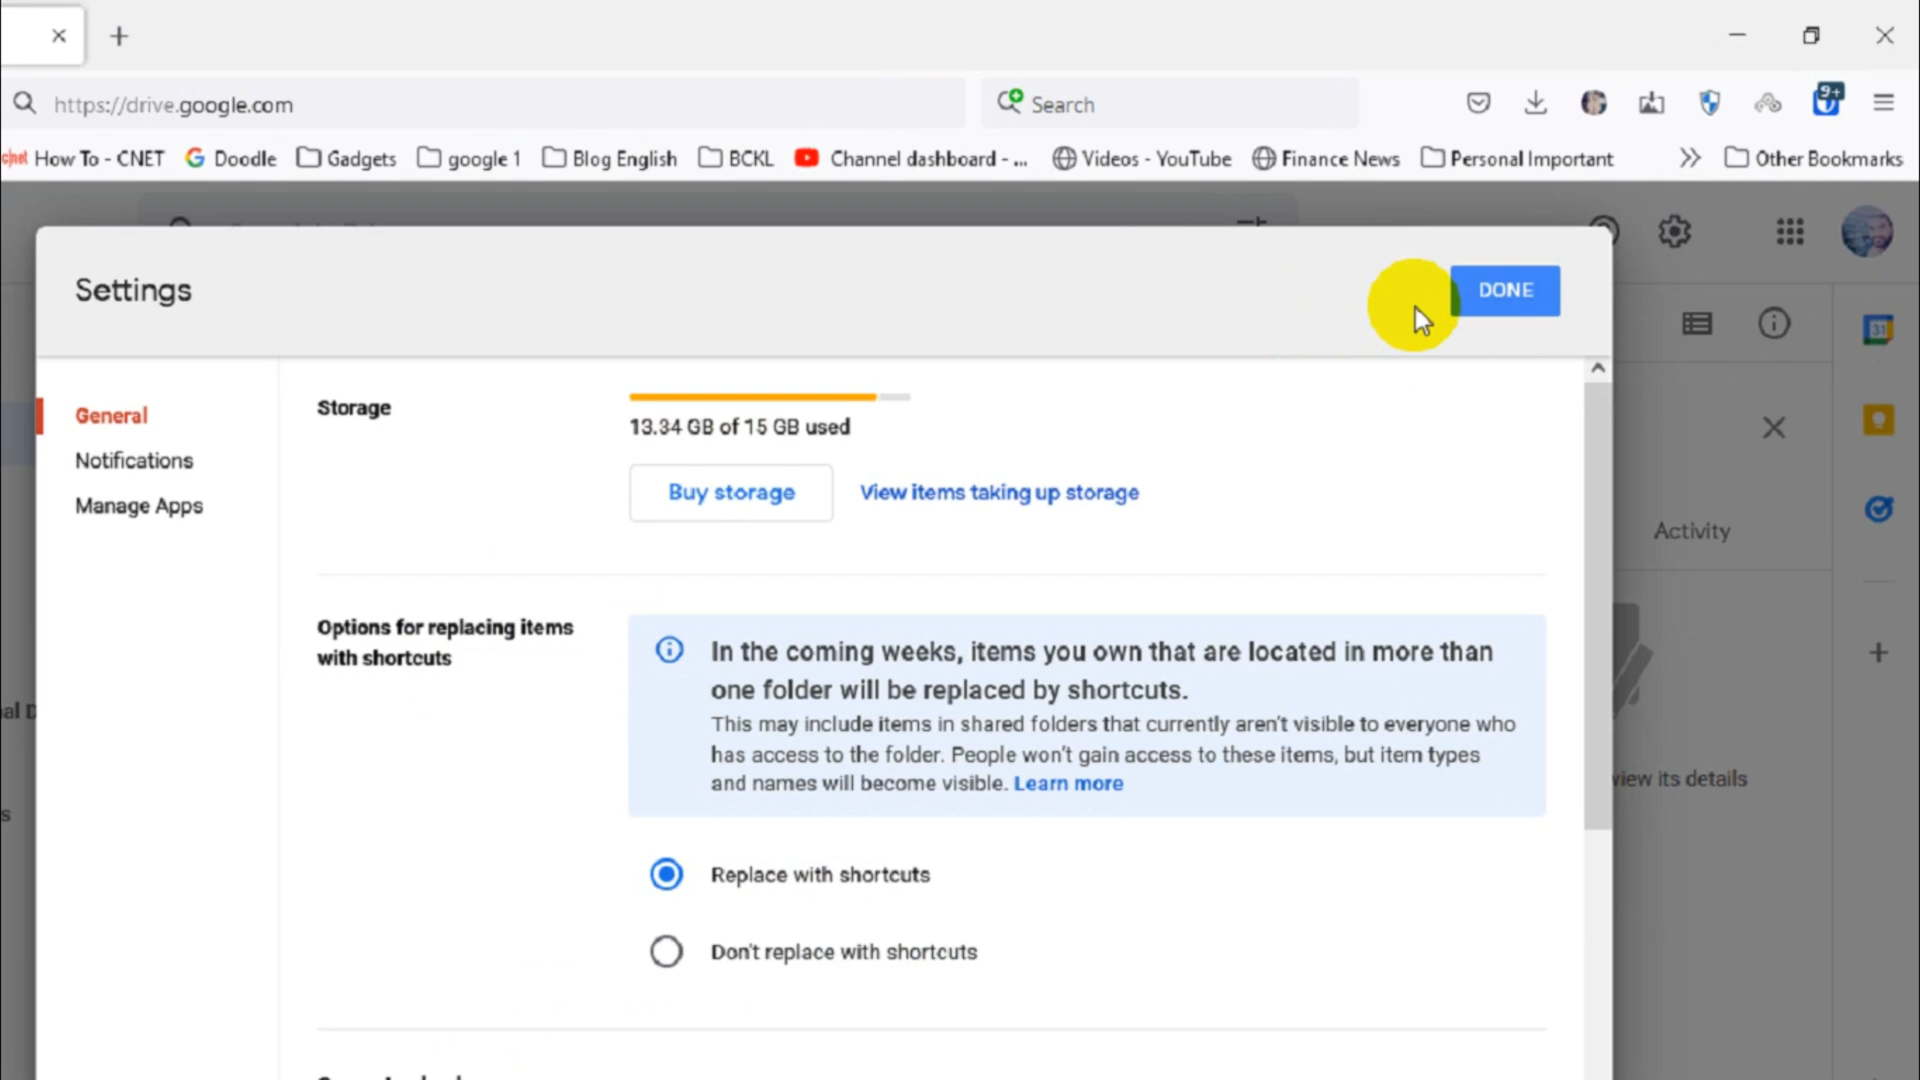 https://drive.google.com
Search
9+
How To - CNET
Doodle
Gadgets
google 1
Blog English
BCKL
Channel dashboard - ...
Videos - YouTube
Finance News
Personal Important
Other Bookmarks
Settings
DONE
31
General
Notifications
Manage Apps
Storage
13.34 GB of 15 GB used
Buy storage
View items taking up storage
Activity
Options for replacing items
with shortcuts
In the coming weeks, items you own that are located in more than
one folder will be replaced by shortcuts.
This may include items in shared folders that currently aren't visible to everyone who
has access to the folder. People won't gain access to these items, but item types
and names will become visible. Learn more
view its details
Replace with shortcuts
Don't replace with shortcuts